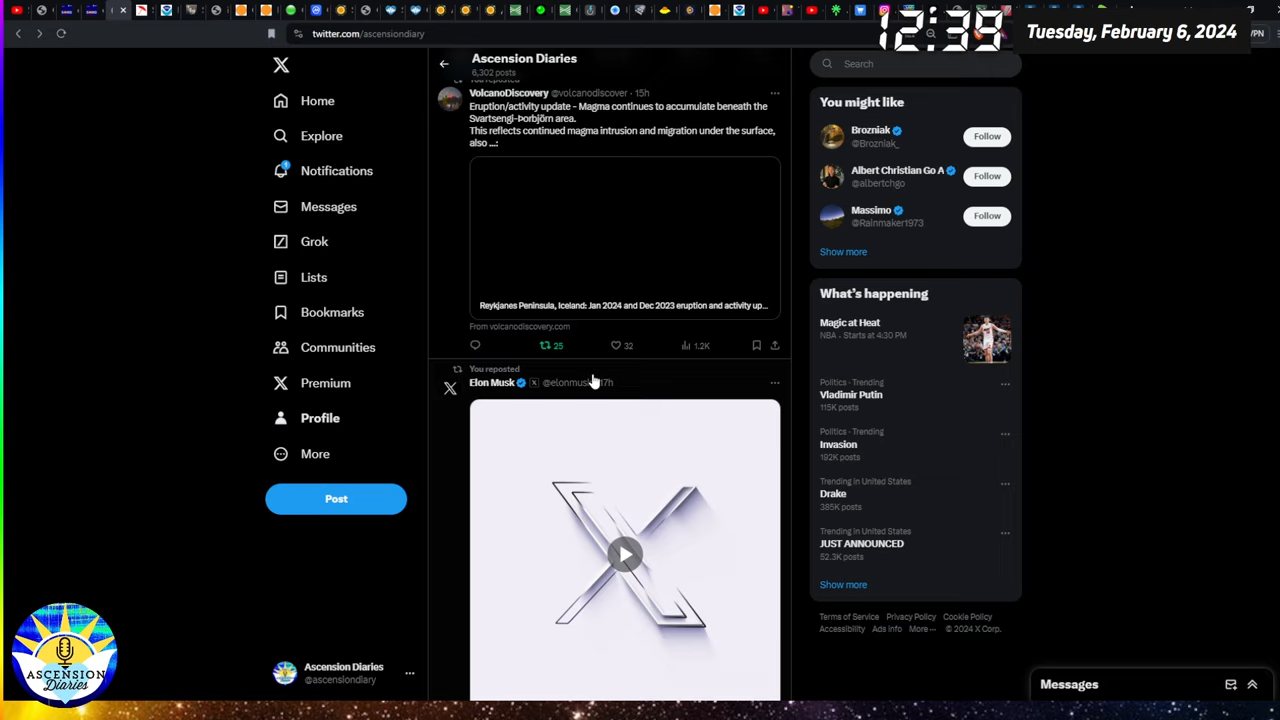 twitter.com/ascensiondiary
VPN
12:39
Tuesday, February 6, 2024
Home
Explore
1
Notifications
Messages
Grok
Lists
Bookmarks
Communities
Premium
Profile
More
Post
Ascension Diaries
@ascensiondiary
ASCENSION
Diaries
Ascension Diaries
6,302 posts
You reposted
VolcanoDiscovery @volcanodiscover · 15h
Eruption/activity update - Magma continues to accumulate beneath the
Svartsengi-Þorbjörn area.
This reflects continued magma intrusion and migration under the surface,
also ...:
Reykjanes Peninsula, Iceland: Jan 2024 and Dec 2023 eruption and activity up...
From volcanodiscovery.com
25
32
1.2K
You reposted
Elon Musk @elonmusk 17h
Search
You might like
Brozniak
@Brozniak_
Follow
Albert Christian Go A
@albertchgo
Follow
Massimo
@Rainmaker1973
Follow
Show more
What's happening
Magic at Heat
NBA · Starts at 4:30 PM
Politics · Trending
Vladimir Putin
115K posts
Politics · Trending
Invasion
192K posts
Trending in United States
Drake
385K posts
Trending in United States
JUST ANNOUNCED
52.3K posts
Show more
Terms of Service Privacy Policy Cookie Policy
Accessibility Ads info More ··· © 2024 X Corp.
Messages